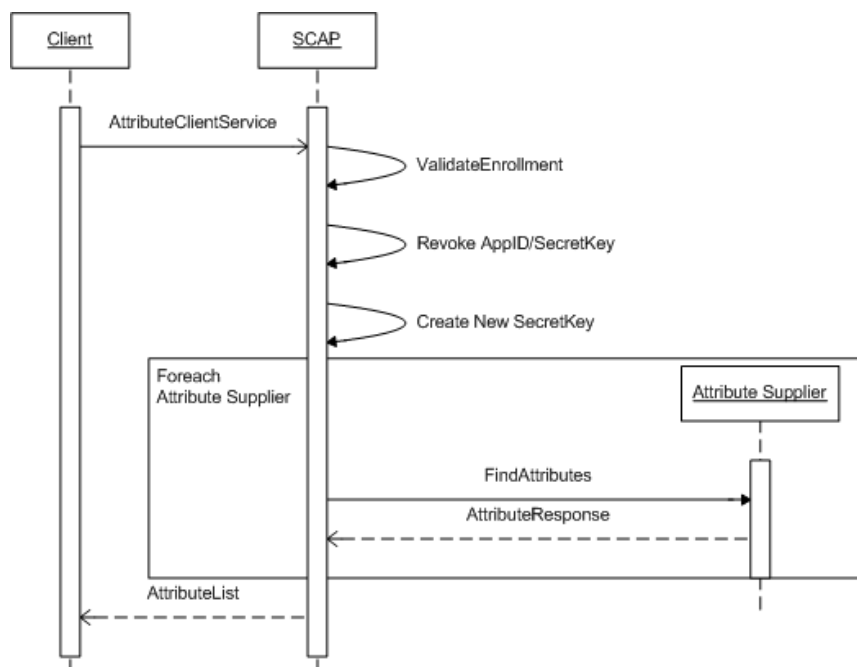 Client
SCAP
AttributeClientService
ValidateEnrollment
Revoke AppID/SecretKey
Create New SecretKey
Foreach
Attribute Supplier
Attribute Supplier
FindAttributes
AttributeResponse
AttributeList